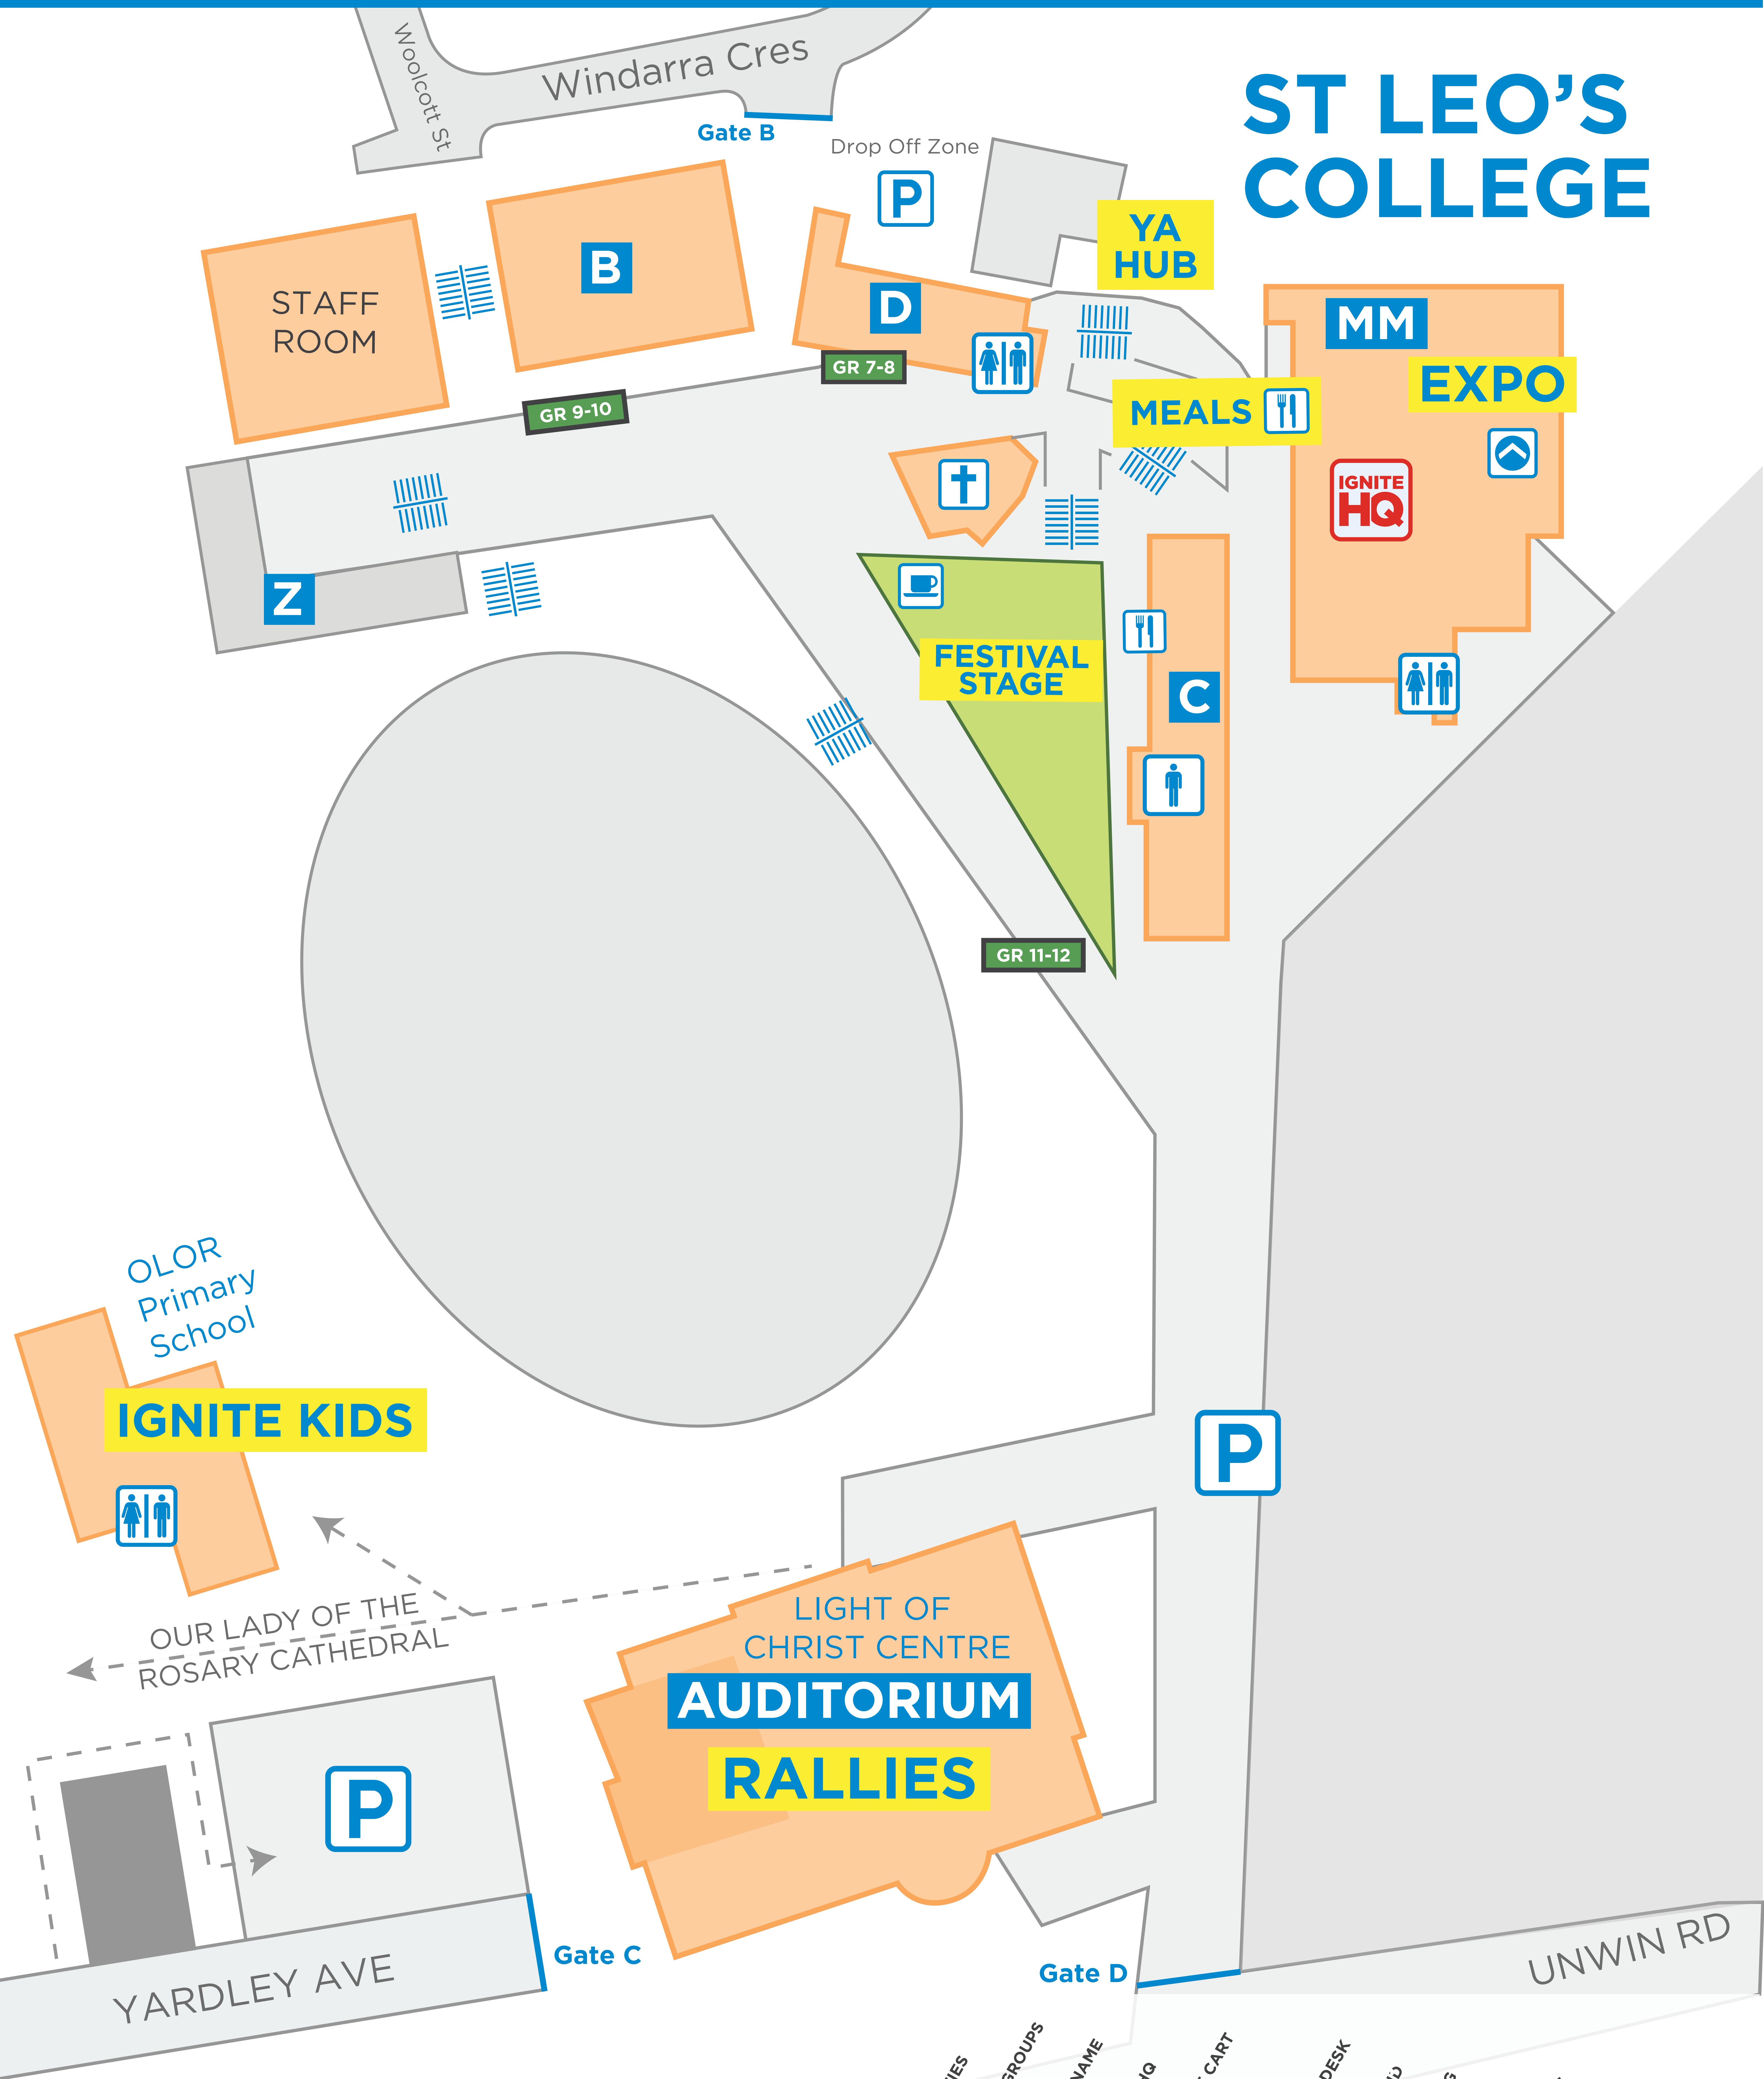 Woolcott St
Windarra Cres
ST LEO'S
COLLEGE
Gate B
Drop Off Zone
P
YA
HUB
STAFF
ROOM
B
D
MM
GR 7-8
EXPO
GR 9-10
MEALS
IGNITE
HQ
Z
FESTIVAL
STAGE
C
GR 11-12
OLOR
Primary
School
IGNITE KIDS
P
OUR LADY OF THE
ROSARY CATHEDRAL
LIGHT OF
CHRIST CENTRE
AUDITORIUM
RALLIES
P
Gate C
YARDLEY AVE
Gate D
UNWIN RD
GROUPS
NAME
HQ
CART
DESK